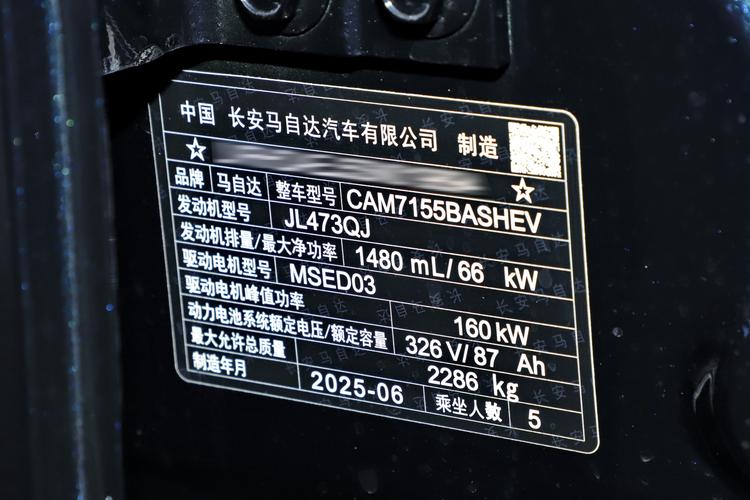 中国 长安马自达汽车有限公司 制造
☆ ☆
品牌 马自达 整车型号 CAM7155BASHEV
发动机型号 JL473QJ
发动机排量/最大净功率 1480 mL/66 kW
驱动电机型号 MSED03
驱动电机峰值功率 160kW
动力电池系统额定电压/额定容量 326V/87 Ah
最大允许总质量 2286 kg
制造年月 2025-06 乘坐人数 5